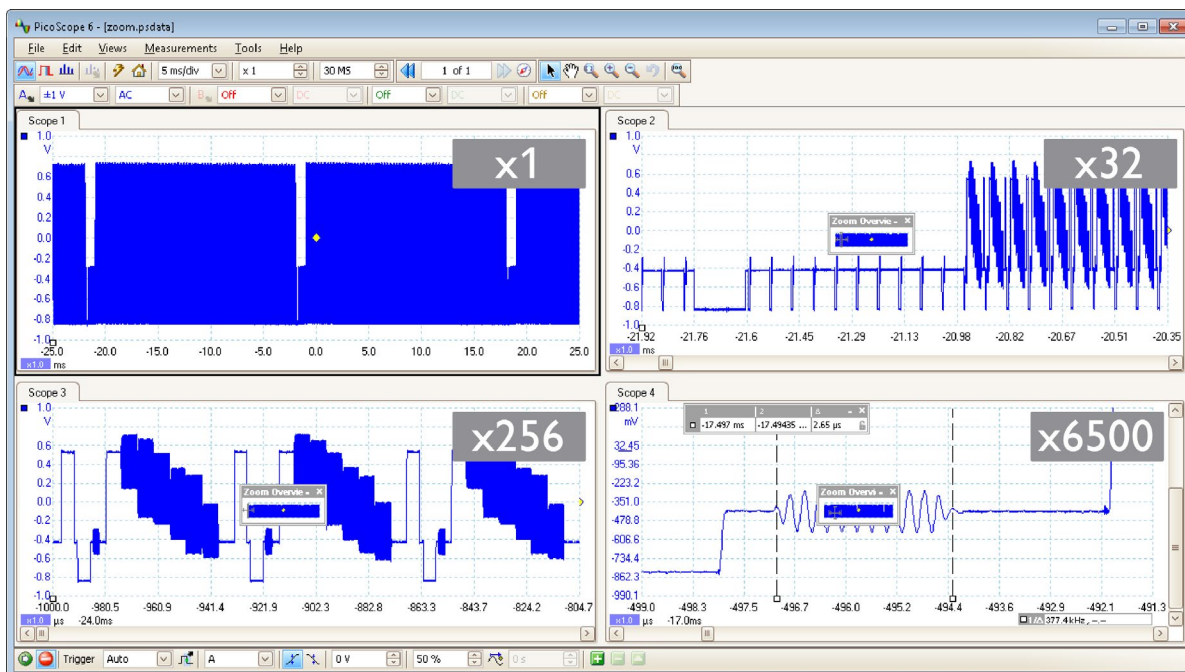 PicoScope 6 - [zoom.psdata]
File Edit Views Measurements Tools Help
5 ms/div x 1 30 MS 1 of 1
A ±1 V AC B Off DC Off DC Off DC
Scope 1
x1
1.0
V
0.6
0.4
0.2
0.0
-0.2
-0.4
-0.6
-0.8
-1.0
-25.0 -20.0 -15.0 -10.0 -5.0 0.0 5.0 10.0 15.0 20.0 25.0
x1.0 ms
Scope 2
x32
1.0
V
0.6
0.4
0.2
0.0
-0.2
-0.4
-0.6
-0.8
-1.0
Zoom Overvie
-21.92 -21.76 -21.6 -21.45 -21.29 -21.13 -20.98 -20.82 -20.67 -20.51 -20.35
x1.0 ms
Scope 3
x256
1.0
V
0.6
0.4
0.2
0.0
-0.2
-0.4
-0.6
-0.8
-1.0
Zoom Overvie
-1000.0 -980.5 -960.9 -941.4 -921.9 -902.3 -882.8 -863.3 -843.7 -824.2 -804.7
x1.0 µs -24.0ms
Scope 4
x6500
288.1
mV
32.45
-95.36
-223.2
-351.0
-478.8
-606.6
-734.4
-862.3
-990.1
1 2 Δ
-17.497 ms -17.49435 ... 2.65 µs
Zoom Overvi
-499.0 -498.3 -497.5 -496.7 -496.0 -495.2 -494.4 -493.6 -492.9 -492.1 -491.3
x1.0 µs -17.0ms
1/Δ 377.4kHz, --.--
Trigger Auto A 0 V 50 % 0 s